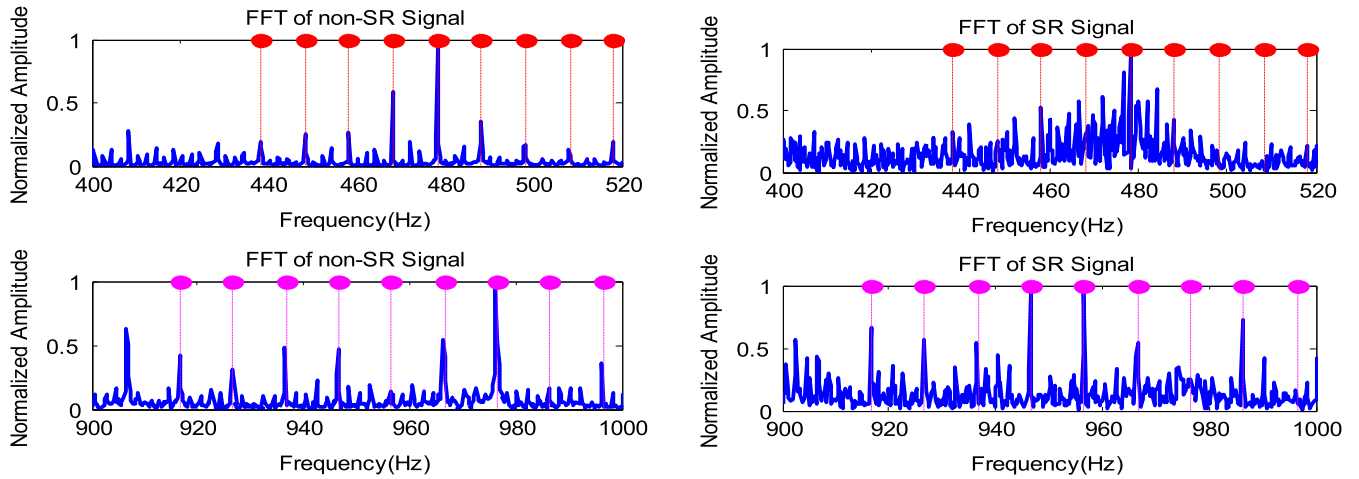 FFT of non-SR Signal
Normalized Amplitude
1
0.5
0
400 420 440 460 480 500 520
Frequency(Hz)
FFT of SR Signal
Normalized Amplitude
1
0.5
0
400 420 440 460 480 500 520
Frequency(Hz)
FFT of non-SR Signal
Normalized Amplitude
1
0.5
0
900 920 940 960 980 1000
Frequency(Hz)
FFT of SR Signal
Normalized Amplitude
1
0.5
0
900 920 940 960 980 1000
Frequency(Hz)